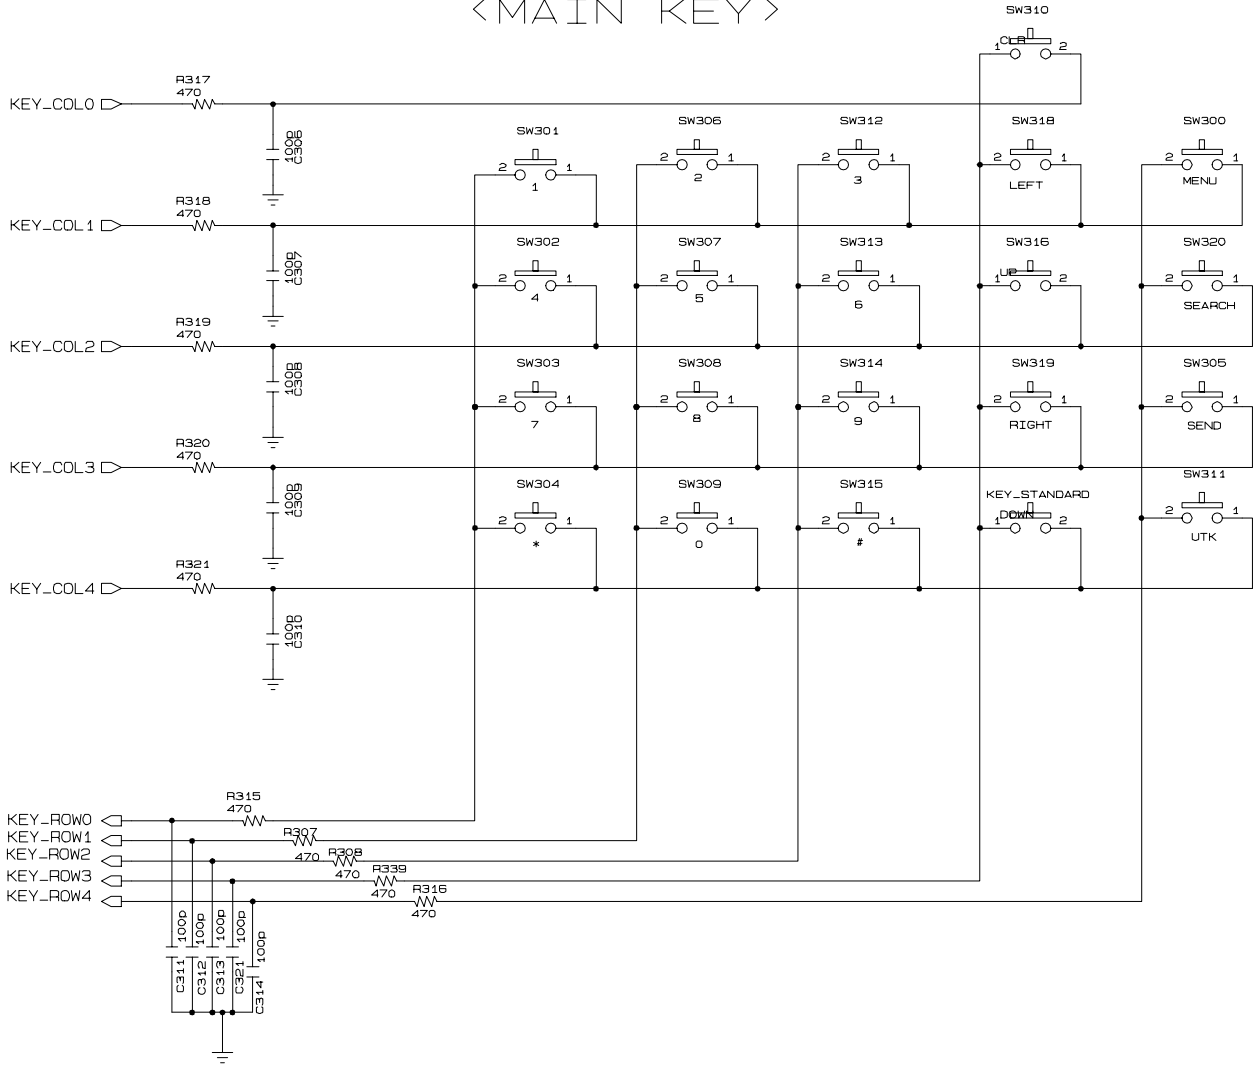 <MAIN KEY>
SW310
CLR
1 2
R317
470
KEY_COL0
100p
C306
SW301
2 1
1
SW306
2 1
2
SW312
2 1
3
SW318
2 1
LEFT
SW300
2 1
MENU
R318
470
KEY_COL1
100p
C307
SW302
2 1
4
SW307
2 1
5
SW313
2 1
6
SW316
UP
1 2
SW320
2 1
SEARCH
R319
470
KEY_COL2
100p
C308
SW303
2 1
7
SW308
2 1
8
SW314
2 1
9
SW319
2 1
RIGHT
SW305
2 1
SEND
R320
470
KEY_COL3
100p
C309
SW304
2 1
*
SW309
2 1
0
SW315
2 1
#
KEY_STANDARD
DOWN
1 2
SW311
2 1
UTK
R321
470
KEY_COL4
100p
C310
R315
470
KEY_ROW0
R307
470
KEY_ROW1
R308
470
KEY_ROW2
R339
470
KEY_ROW3
R316
470
KEY_ROW4
100p
C311
100p
C312
100p
C313
100p
C321
100p
C314